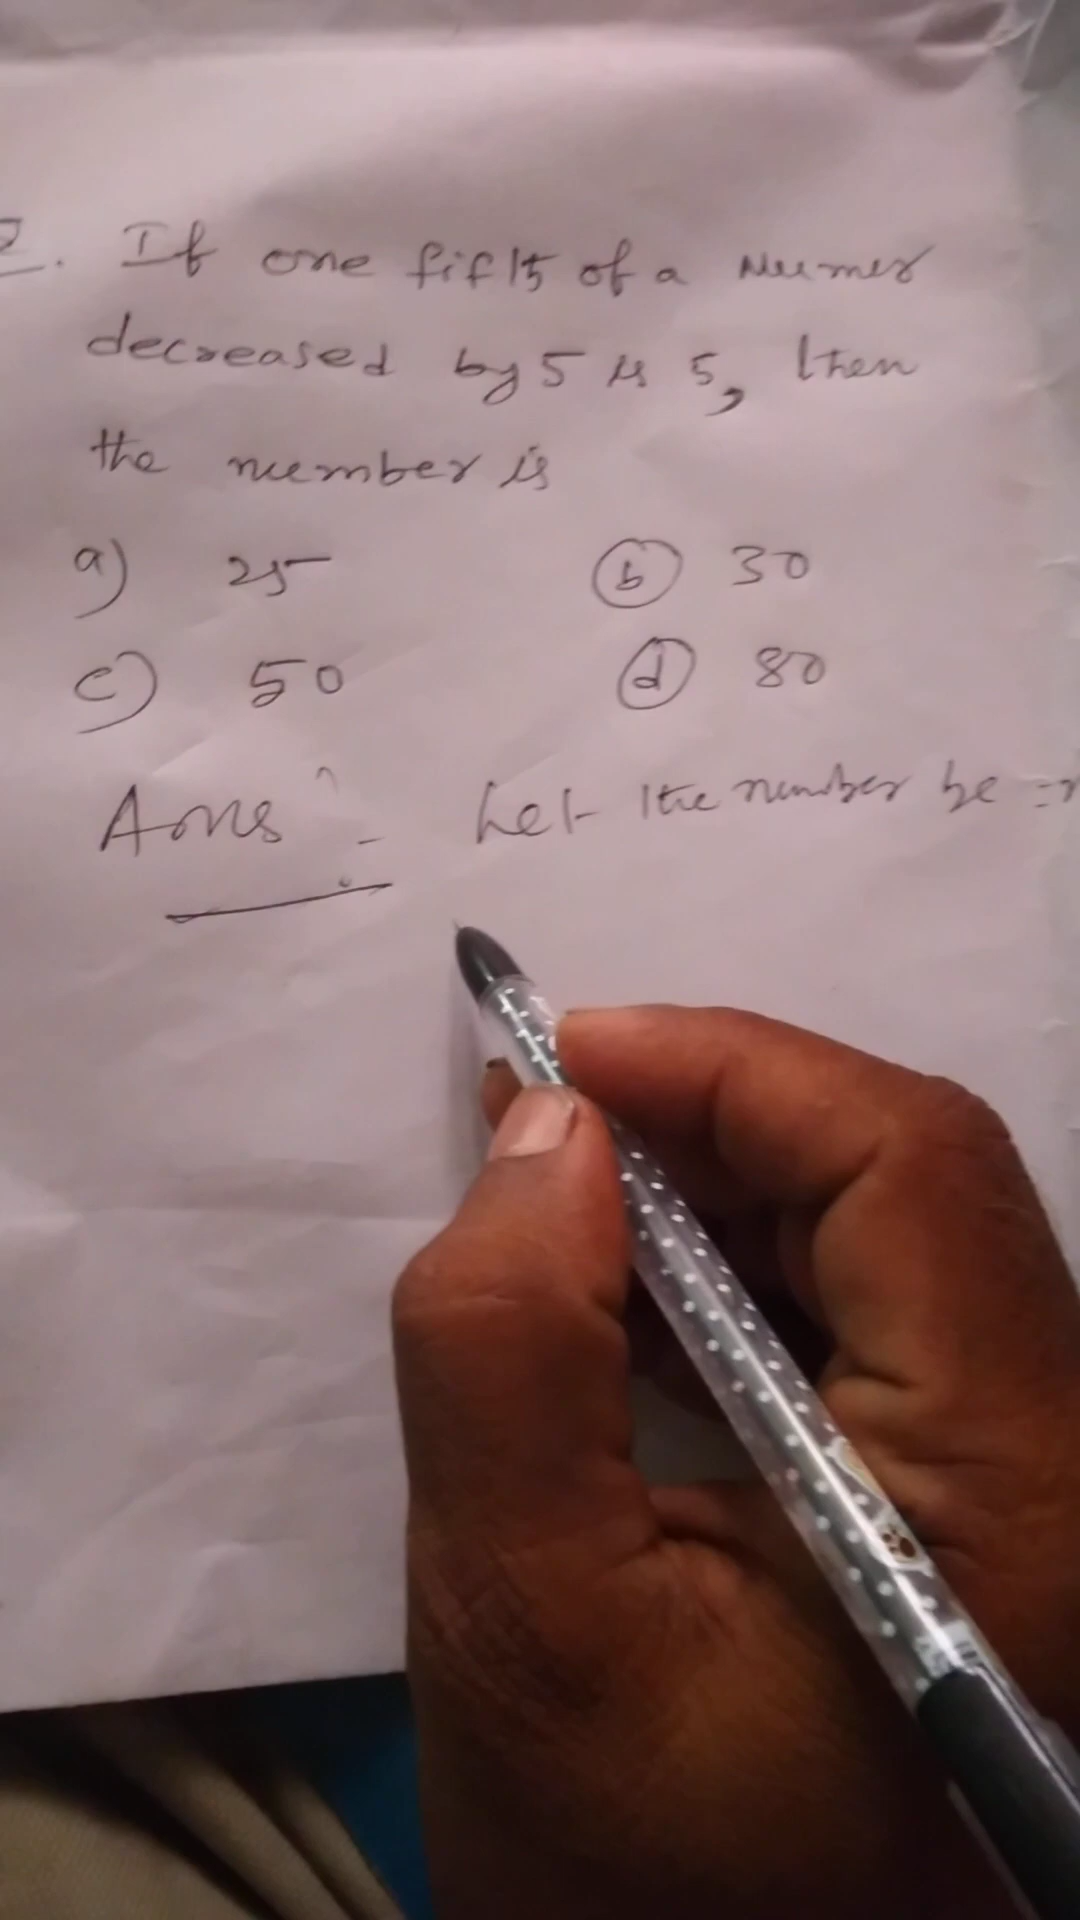 2. If one fifth of a Numer
decreased by 5 is 5, then
the number is
a) 25 b 30
c) 50 d 80
Ans :- Let the number be = x